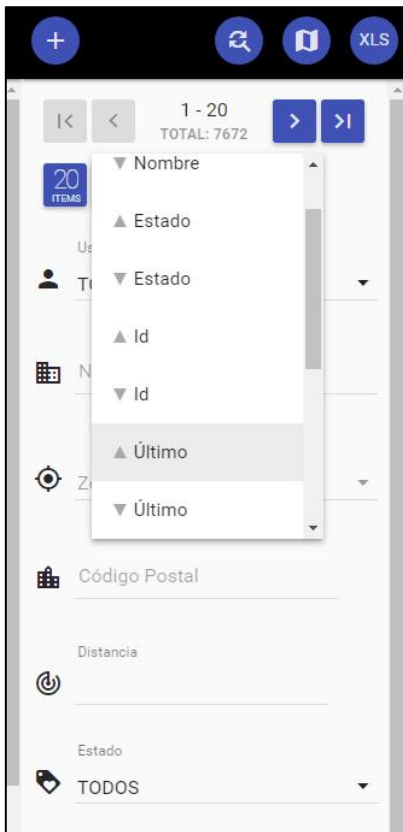 XLS
1 - 20
TOTAL: 7672
20
ITEMS
▼ Nombre
▲ Estado
▼ Estado
▲ Id
▼ Id
▲ Último
▼ Último
Código Postal
Distancia
Estado
TODOS